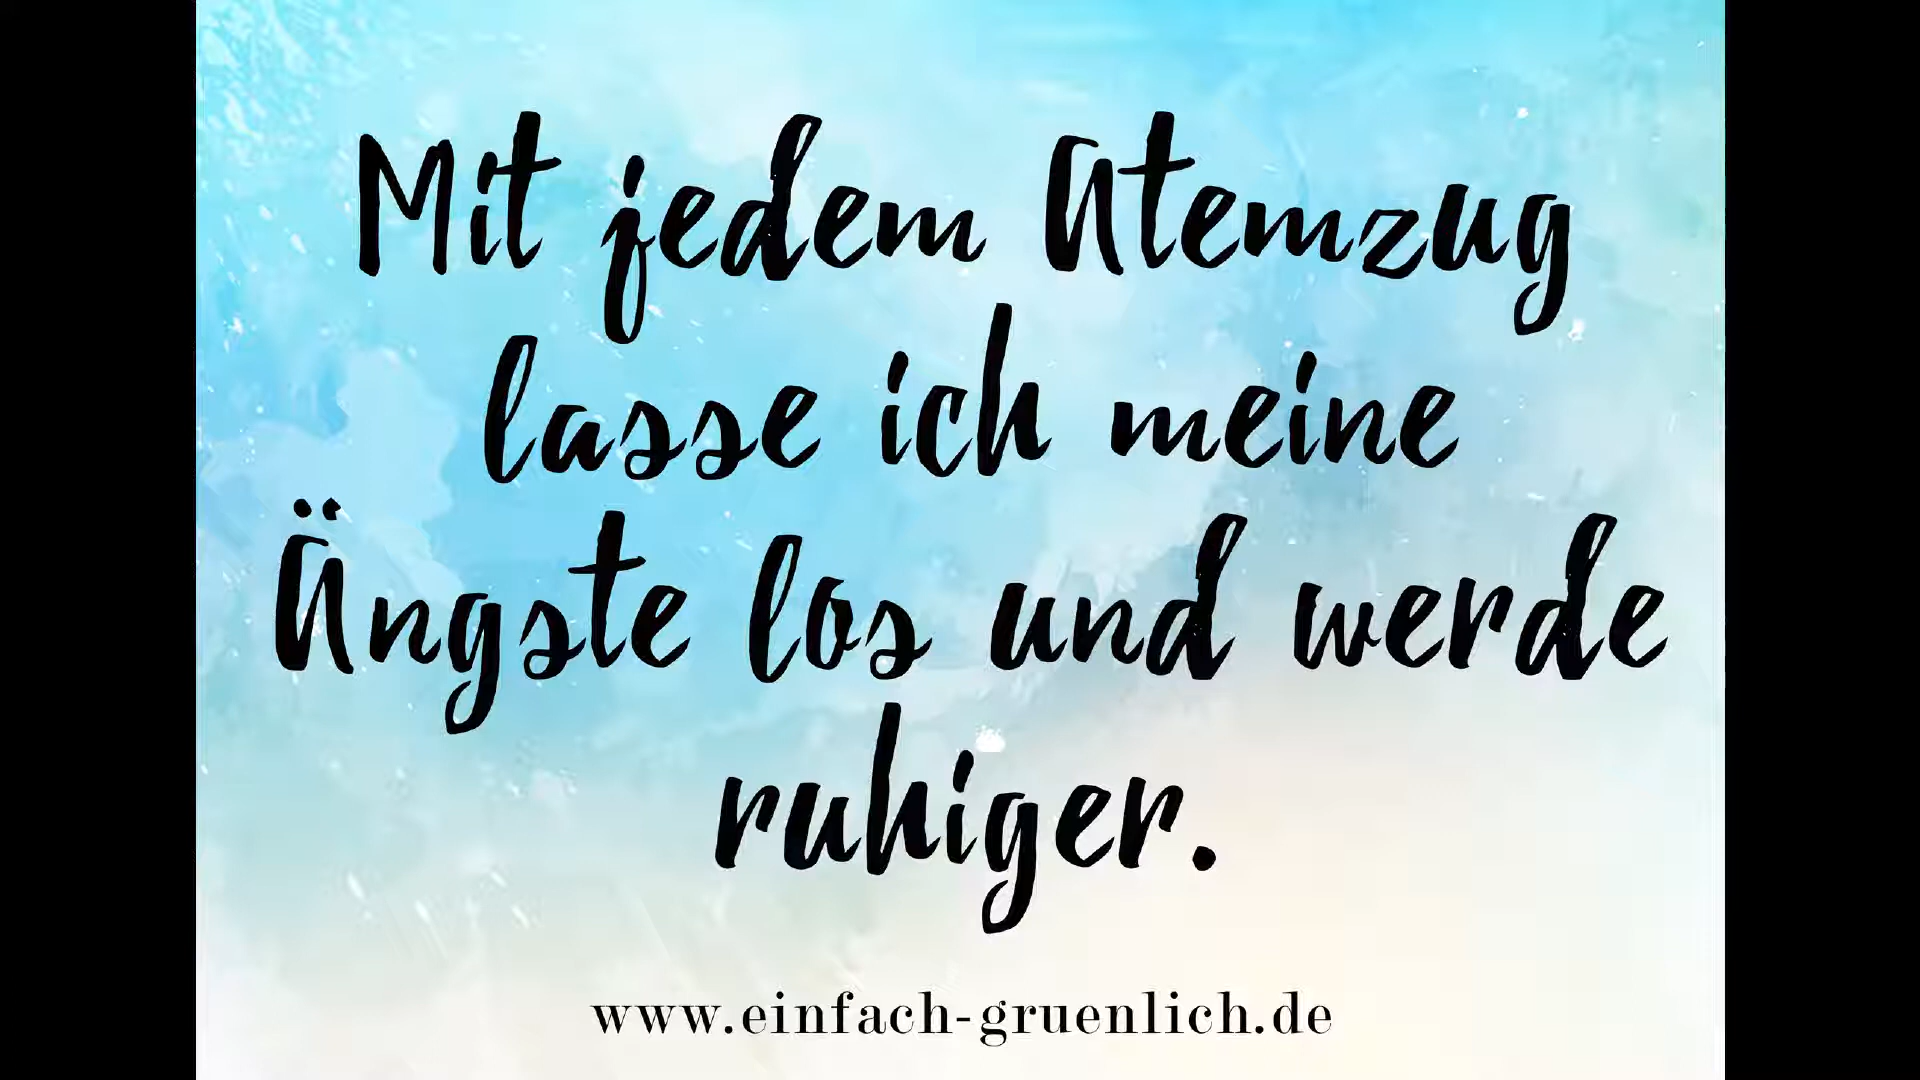 Mit jedem Atemzug
lasse ich meine
Ängste los und werde
ruhiger.
www.einfach-gruenlich.de